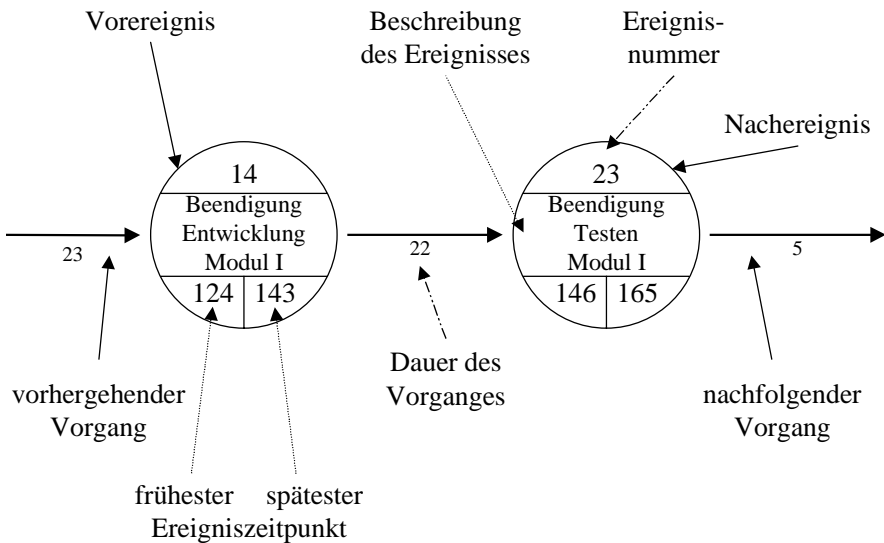 Vorereignis
Beschreibung
des Ereignisses
Ereignis-
nummer
Nachereignis
14
Beendigung
Entwicklung
Modul I
124 143
23
Beendigung
Testen
Modul I
146 165
23
22
5
vorhergehender
Vorgang
Dauer des
Vorganges
nachfolgender
Vorgang
frühester spätester
Ereigniszeitpunkt